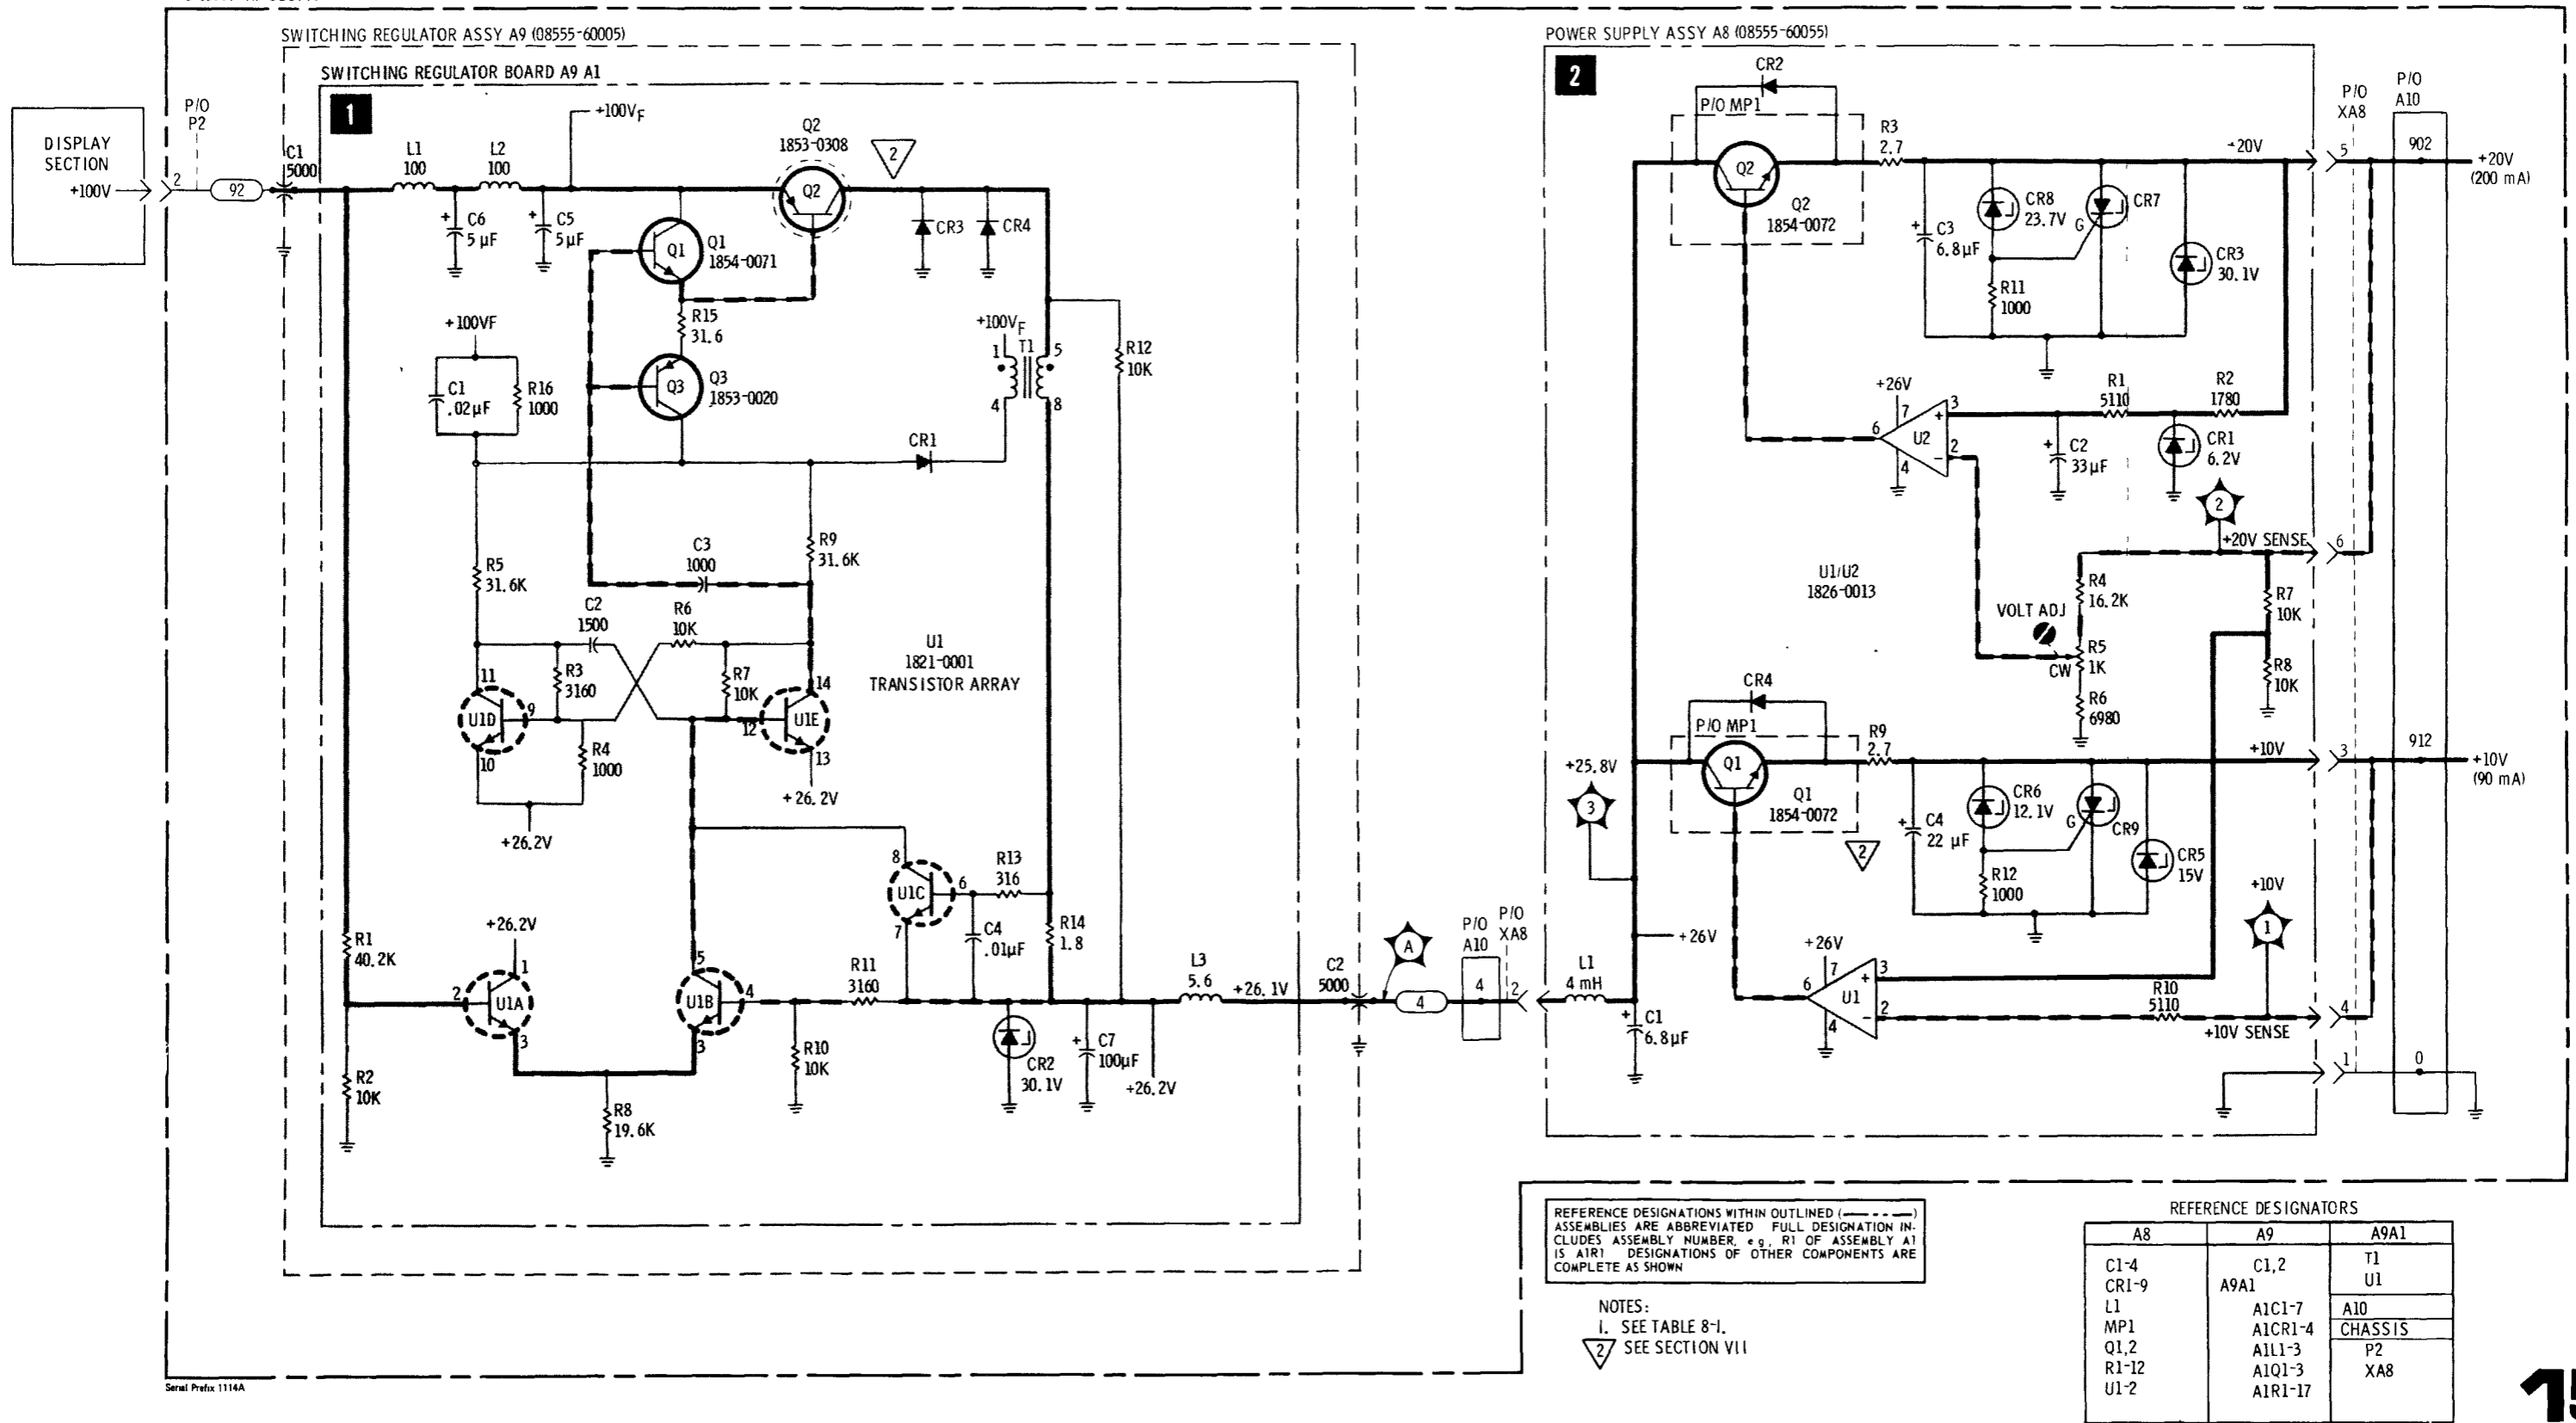 SWITCHING REGULATOR ASSY A9 (08555-60005)
SWITCHING REGULATOR BOARD A9 A1
1
DISPLAY
SECTION
+100V
2
P/O
P2
92
C1
5000
L1
100
L2
100
+100VF
C6
5 µF
C5
5µF
Q2
1853-0308
Q2
2
Q1
Q1
1854-0071
CR3
CR4
R15
31.6
+100VF
C1
.02µF
R16
1000
Q3
Q3
1853-0020
+100VF
T1
1
5
4
8
R12
10K
CR1
R5
31.6K
C3
1000
R9
31.6K
C2
1500
R6
10K
U1
1821-0001
TRANSISTOR ARRAY
11
R3
3160
R7
10K
14
U1D
9
12
U1E
10
R4
1000
13
+26.2V
+26.2V
8
U1C
6
R13
316
7
C4
.01µF
R14
1.8
R1
40.2K
+26.2V
1
2
U1A
3
5
U1B
4
3
R11
3160
L3
5.6
+26.1V
R2
10K
R8
19.6K
R10
10K
CR2
30.1V
C7
100µF
+26.2V
C2
5000
A
4
P/O
A10
4
P/O
XA8
2
POWER SUPPLY ASSY A8 (08555-60055)
2
CR2
P/O MP1
Q2
Q2
1854-0072
R3
2.7
+20V
5
P/O
XA8
P/O
A10
902
+20V
(200 mA)
C3
6.8µF
CR8
23.7V
G
CR7
R11
1000
CR3
30.1V
+26V
7
3
6
U2
2
4
R1
5110
R2
1780
C2
33µF
CR1
6.2V
2
+20V SENSE
6
U1/U2
1826-0013
VOLT ADJ
CW
R4
16.2K
R5
1K
R6
6980
R7
10K
R8
10K
CR4
P/O MP1
Q1
Q1
1854-0072
2
R9
2.7
+10V
3
912
+10V
(90 mA)
+25.8V
3
C4
22 µF
CR6
12.1V
G
CR9
R12
1000
CR5
15V
+10V
1
+26V
+26V
7
3
6
U1
2
4
L1
4 mH
C1
6.8µF
R10
5110
+10V SENSE
4
1
0
REFERENCE DESIGNATIONS WITHIN OUTLINED (— - - —)
ASSEMBLIES ARE ABBREVIATED FULL DESIGNATION IN-
CLUDES ASSEMBLY NUMBER, e g, R1 OF ASSEMBLY A1
IS A1R1 DESIGNATIONS OF OTHER COMPONENTS ARE
COMPLETE AS SHOWN
NOTES:
1. SEE TABLE 8-1.
2 SEE SECTION VII
REFERENCE DESIGNATORS
A8 A9 A9A1
C1-4 C1,2 T1
CR1-9 A9A1 U1
L1 A1C1-7 A10
MP1 A1CR1-4 CHASSIS
Q1,2 A1L1-3 P2
R1-12 A1Q1-3 XA8
U1-2 A1R1-17
Serial Prefix 1114A